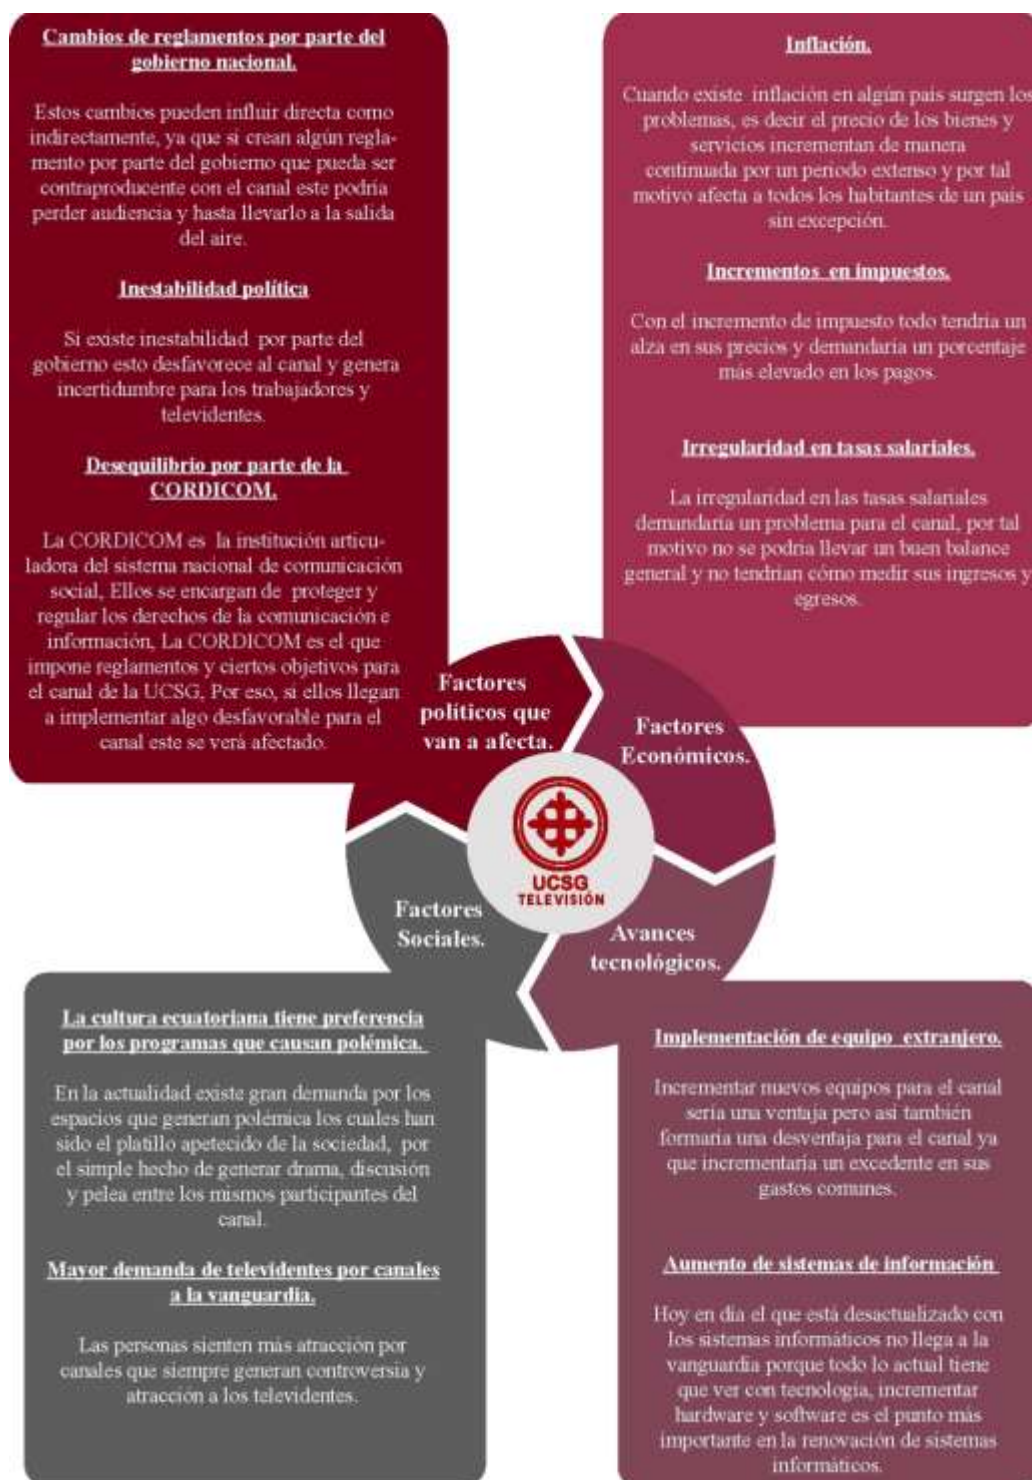 Cambios de reglamentos por parte del
gobierno nacional.
Estos cambios pueden influir directa como
indirectamente, ya que si crean algún regla-
mento por parte del gobierno que pueda ser
contraproducente con el canal este podría
perder audiencia y hasta llevarlo a la salida
del aire.
Inestabilidad política
Si existe inestabilidad por parte del
gobierno esto desfavorece al canal y genera
incertidumbre para los trabajadores y
televidentes.
Desequilibrio por parte de la
CORDICOM.
La CORDICOM es la institución articu-
ladora del sistema nacional de comunicación
social, Ellos se encargan de proteger y
regular los derechos de la comunicación e
información, La CORDICOM es el que
impone reglamentos y ciertos objetivos para
el canal de la UCSG, Por eso, si ellos llegan
a implementar algo desfavorable para el
canal este se verá afectado.
Inflación.
Cuando existe inflación en algún país surgen los
problemas, es decir el precio de los bienes y
servicios incrementan de manera
continuada por un periodo extenso y por tal
motivo afecta a todos los habitantes de un país
sin excepción.
Incrementos en impuestos.
Con el incremento de impuesto todo tendría un
alza en sus precios y demandaría un porcentaje
más elevado en los pagos.
Irregularidad en tasas salariales.
La irregularidad en las tasas salariales
demandaría un problema para el canal, por tal
motivo no se podría llevar un buen balance
general y no tendrían cómo medir sus ingresos y
egresos.
Factores
políticos que
van a afecta.
Factores
Económicos.
UCSG
TELEVISIÓN
Factores
Sociales.
Avances
tecnológicos.
La cultura ecuatoriana tiene preferencia
por los programas que causan polémica.
En la actualidad existe gran demanda por los
espacios que generan polémica los cuales han
sido el platillo apetecido de la sociedad, por
el simple hecho de generar drama, discusión
y pelea entre los mismos participantes del
canal.
Mayor demanda de televidentes por canales
a la vanguardia.
Las personas sienten más atracción por
canales que siempre generan controversia y
atracción a los televidentes.
Implementación de equipo extranjero.
Incrementar nuevos equipos para el canal
sería una ventaja pero así también
formaría una desventaja para el canal ya
que incrementaría un excedente en sus
gastos comunes.
Aumento de sistemas de información
Hoy en día el que está desactualizado con
los sistemas informáticos no llega a la
vanguardia porque todo lo actual tiene
que ver con tecnología, incrementar
hardware y software es el punto más
importante en la renovación de sistemas
informáticos.